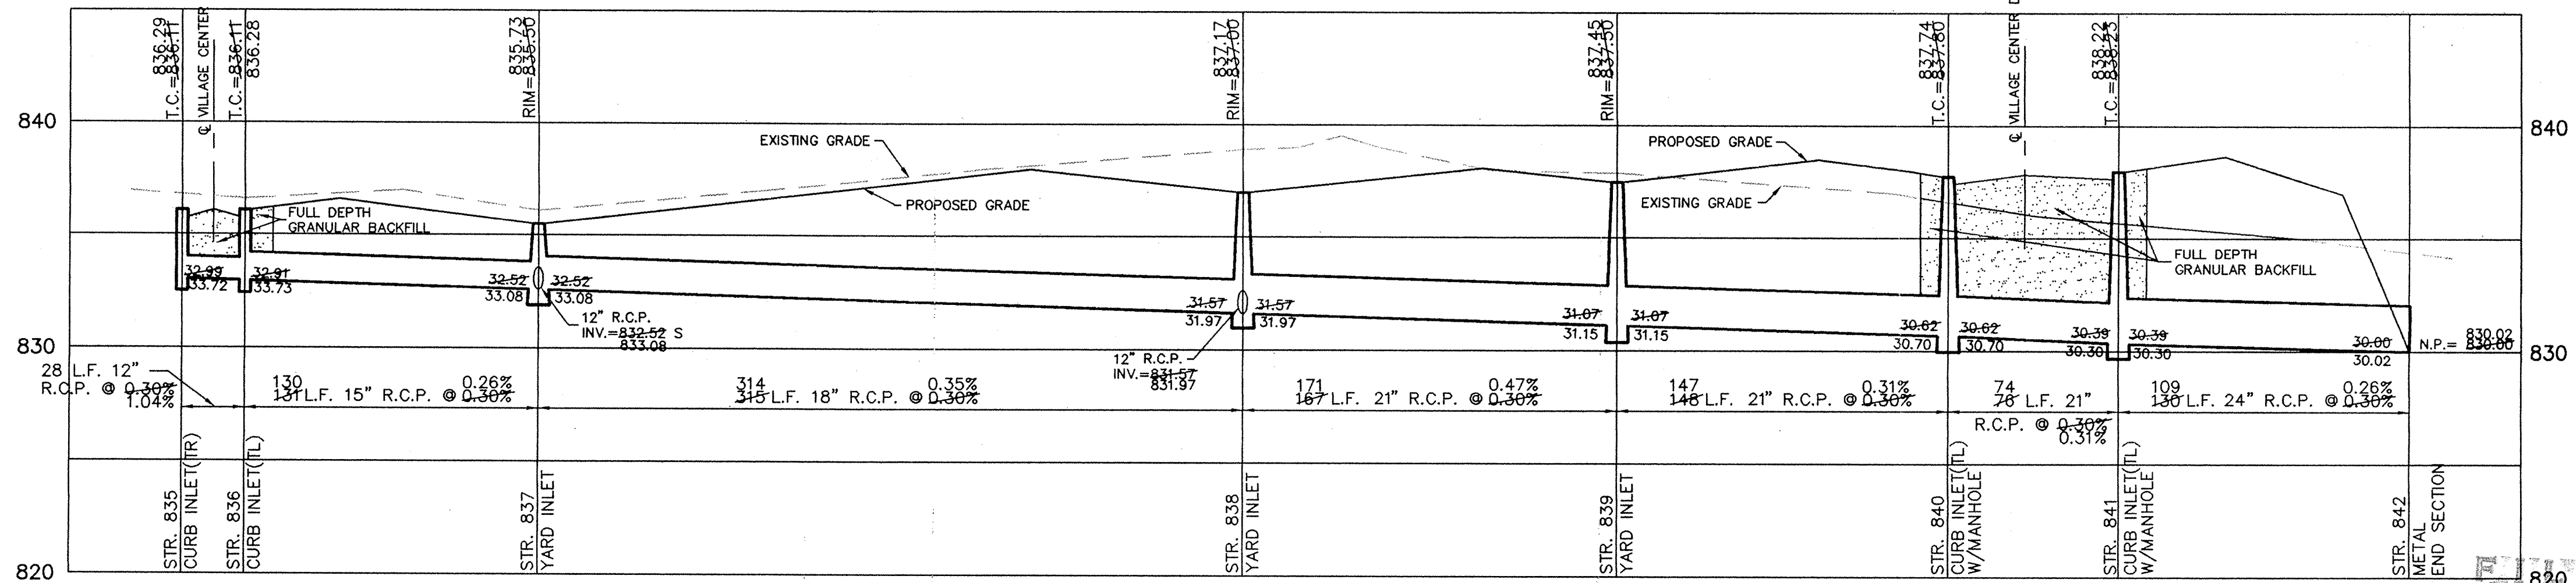 836.29
T.C.=836.11
℄ VILLAGE CENTER
T.C.=836.11
836.28
835.73
RIM=835.50
837.17
RIM=837.00
837.45
RIM=837.50
837.74
T.C.=837.80
℄ VILLAGE CENTER D
838.22
T.C.=838.23
840
840
EXISTING GRADE
PROPOSED GRADE
PROPOSED GRADE
EXISTING GRADE
FULL DEPTH
GRANULAR BACKFILL
FULL DEPTH
GRANULAR BACKFILL
32.99
33.72
32.91
33.73
32.52
33.08
32.52
33.08
12" R.C.P.
INV.=832.52 S
833.08
31.57
31.97
31.57
31.97
12" R.C.P.
INV.=831.57
831.97
31.07
31.15
31.07
31.15
30.62
30.70
30.62
30.70
30.39
30.30
30.39
30.30
30.00
30.02
830.02
N.P.= 830.00
830
830
28 L.F. 12"
R.C.P. @ 0.30%
1.04%
130 0.26%
131 L.F. 15" R.C.P. @ 0.30%
314 0.35%
315 L.F. 18" R.C.P. @ 0.30%
171 0.47%
167 L.F. 21" R.C.P. @ 0.30%
147 0.31%
148 L.F. 21" R.C.P. @ 0.30%
74
76 L.F. 21"
R.C.P. @ 0.30%
0.31%
109 0.26%
130 L.F. 24" R.C.P. @ 0.30%
STR. 835
CURB INLET(TR)
STR. 836
CURB INLET(TL)
STR. 837
YARD INLET
STR. 838
YARD INLET
STR. 839
YARD INLET
STR. 840
CURB INLET(TL)
W/MANHOLE
STR. 841
CURB INLET(TL)
W/MANHOLE
STR. 842
METAL
END SECTION
820
820